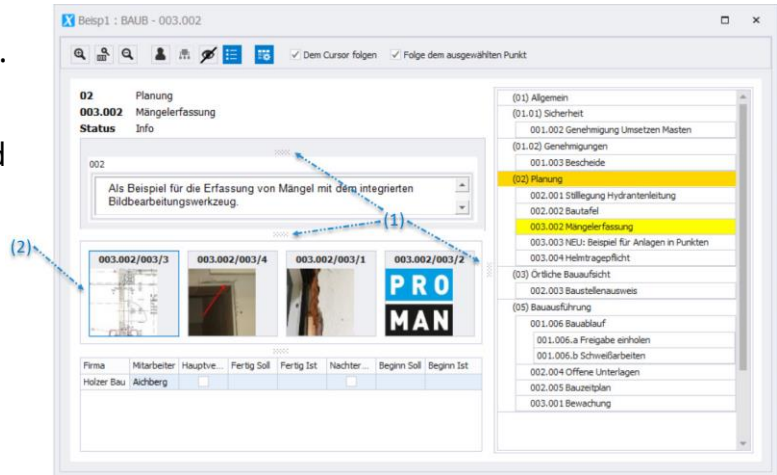 .
d
Beisp1 : BAUB - 003.002
Dem Cursor folgen
Folge dem ausgewählten Punkt
02 Planung
003.002 Mängelerfassung
Status Info
002
Als Beispiel für die Erfassung von Mängel mit dem integrierten
Bildbearbeitungswerkzeug.
(1)
(2)
003.002/003/3 003.002/003/4 003.002/003/1 003.002/003/2
PRO
MAN
Firma Mitarbeiter Hauptve... Fertig Soll Fertig Ist Nachter... Beginn Soll Beginn Ist
Holzer Bau Aichberg
(01) Allgemein
(01.01) Sicherheit
001.002 Genehmigung Umsetzen Masten
(01.02) Genehmigungen
001.003 Bescheide
(02) Planung
002.001 Stilllegung Hydrantenleitung
002.002 Bautafel
003.002 Mängelerfassung
003.003 NEU: Beispiel für Anlagen in Punkten
003.004 Helmtragepflicht
(03) Örtliche Bauaufsicht
002.003 Baustellenausweis
(05) Bauausführung
001.006 Bauablauf
001.006.a Freigabe einholen
001.006.b Schweißarbeiten
002.004 Offene Unterlagen
002.005 Bauzeitplan
003.001 Bewachung